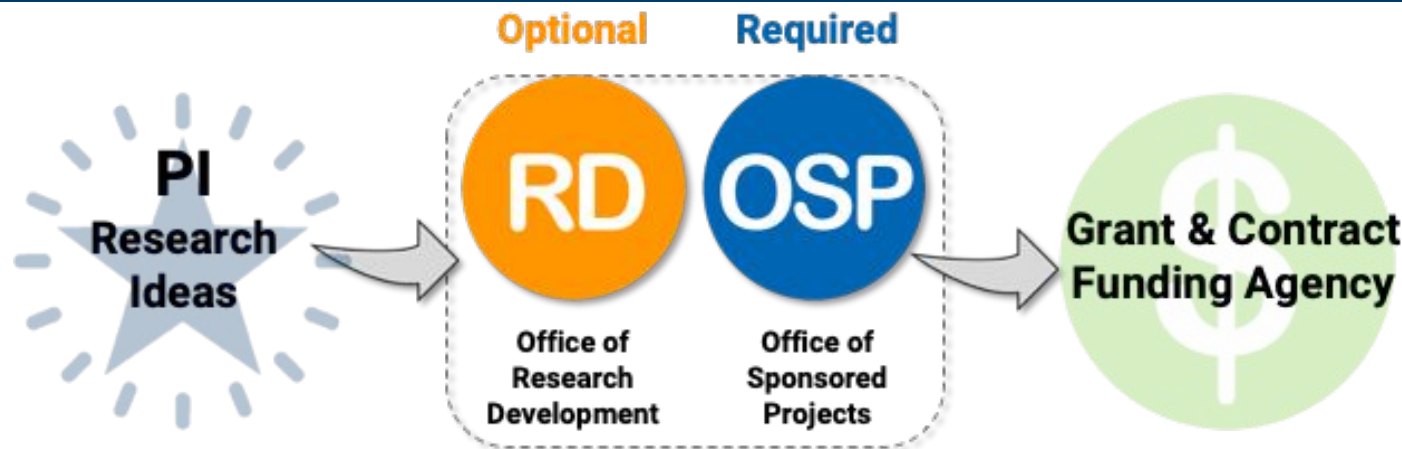 Optional
Required
PI
Research
Ideas
RD
OSP
Office of
Research
Development
Office of
Sponsored
Projects
Grant & Contract
Funding Agency